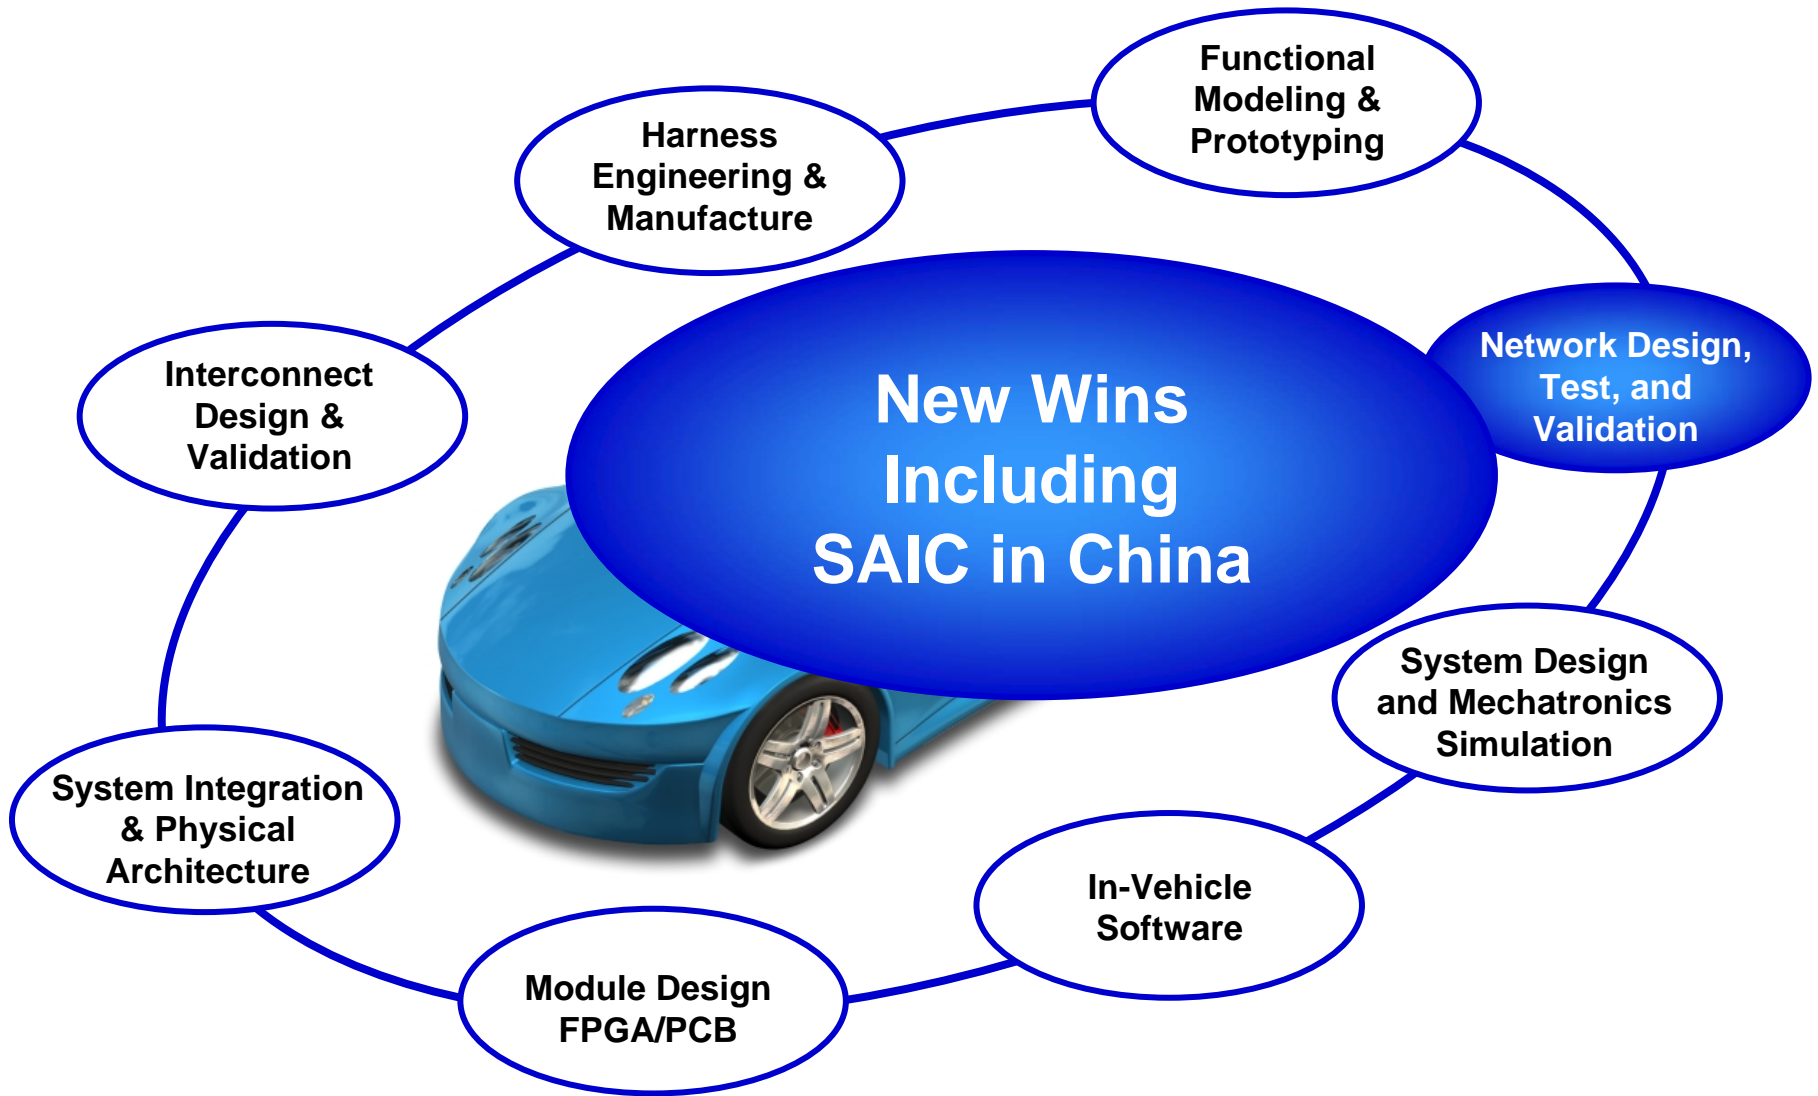 Functional
Modeling &
Prototyping
Harness
Engineering &
Manufacture
Network Design,
Test, and
Validation
Interconnect
Design &
Validation
New Wins
Including
SAIC in China
System Design
and Mechatronics
Simulation
System Integration
& Physical
Architecture
In-Vehicle
Software
Module Design
FPGA/PCB